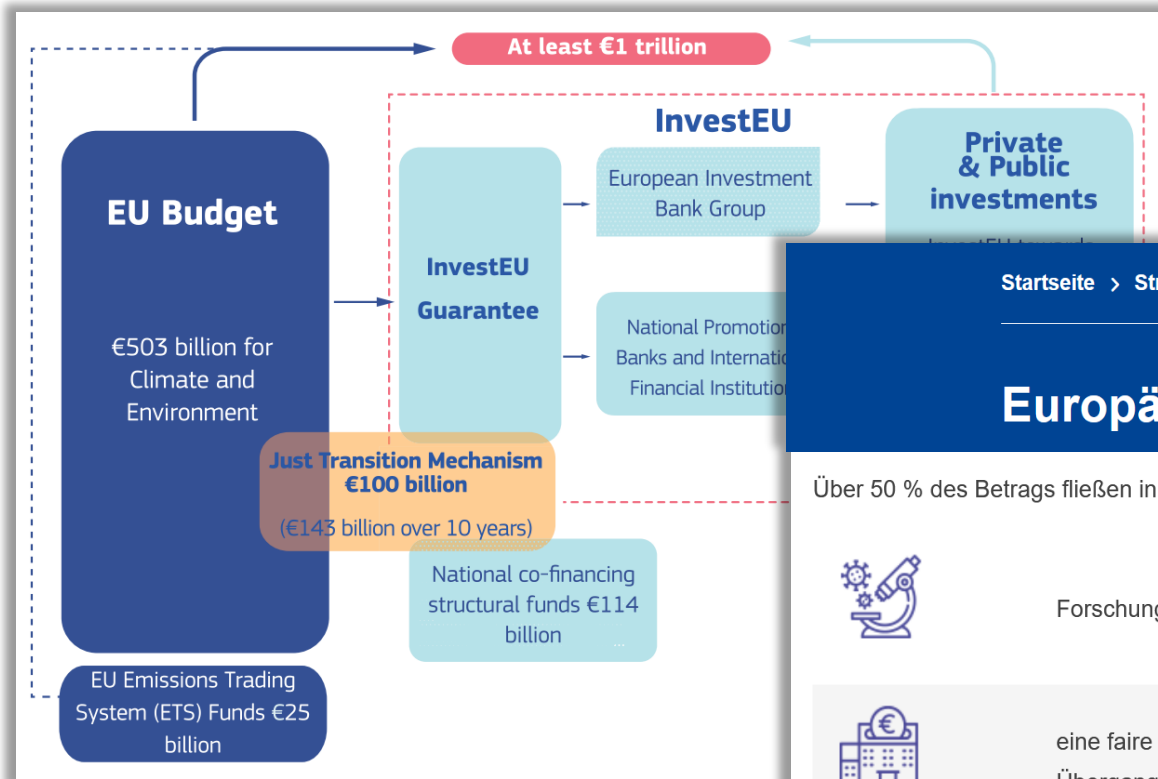 At least €1 trillion
InvestEU
Private
& Public
investments
EU Budget
€503 billion for
Climate and
Environment
InvestEU
Guarantee
European Investment
Bank Group
National Promotion
Banks and
Financial
Just Transition Mechanism
€100 billion
(€143 billion over 10 years)
National co-financing
structural funds €114
billion
...
EU Emissions Trading
System (ETS) Funds €25
billion
Startseite > Str
Europä
Über 50 % des Betrags fließen in
Forschung
eine faire